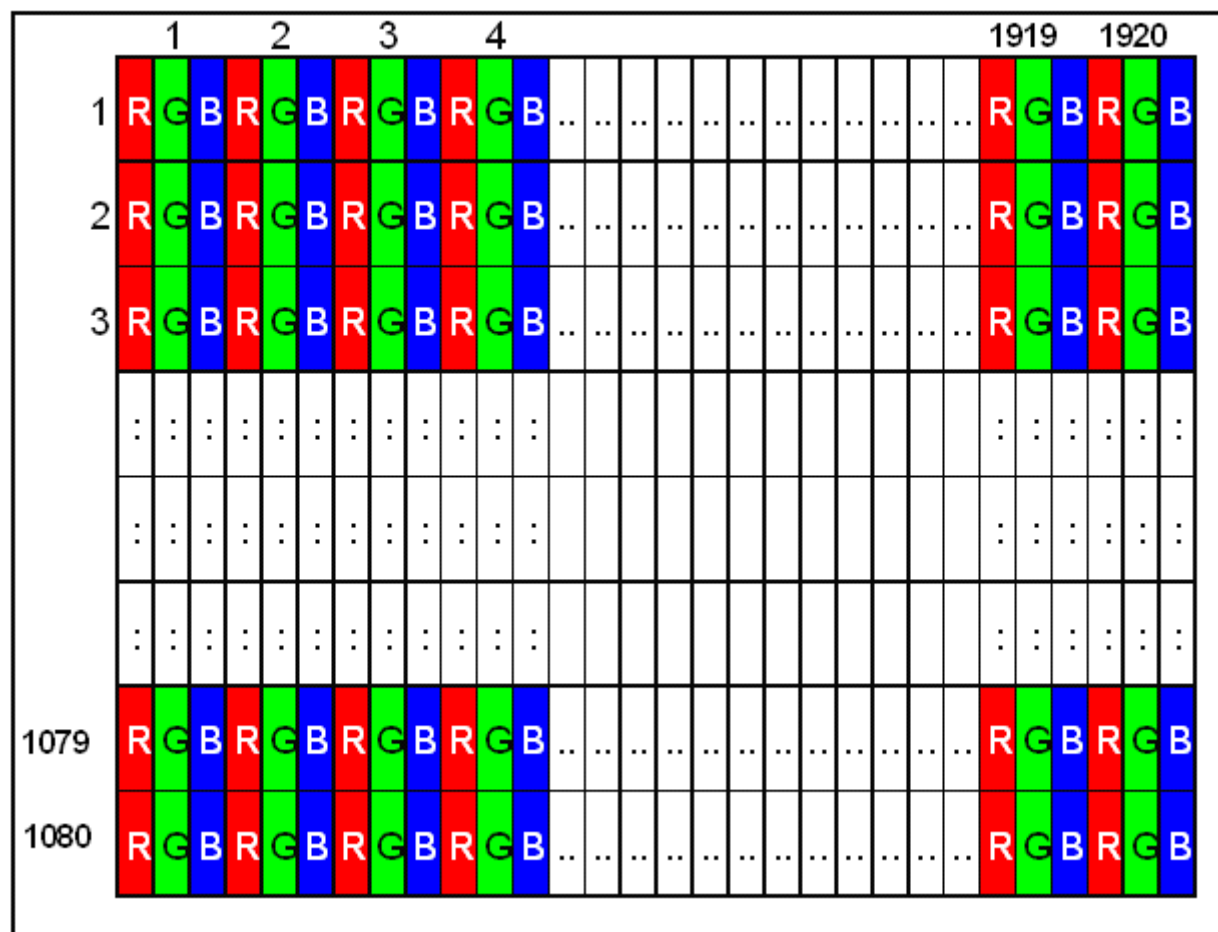 1 2 3 4 1919 1920
1 R G B R G B R G B R G B .. .. .. .. .. .. .. .. .. .. .. .. R G B R G B
2 R G B R G B R G B R G B .. .. .. .. .. .. .. .. .. .. .. .. R G B R G B
3 R G B R G B R G B R G B .. .. .. .. .. .. .. .. .. .. .. .. R G B R G B
: : : : : : : : : : : : : : : : : :
: : : : : : : : : : : : : : : : : :
: : : : : : : : : : : : : : : : : :
1079 R G B R G B R G B R G B .. .. .. .. .. .. .. .. .. .. .. .. R G B R G B
1080 R G B R G B R G B R G B .. .. .. .. .. .. .. .. .. .. .. .. R G B R G B